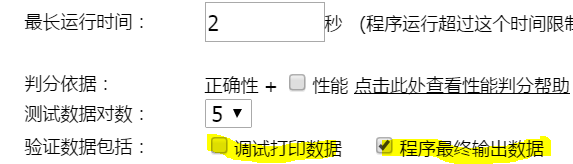 最长运行时间： 2 秒 (程序运行超过这个时间限制
判分依据： 正确性 + 性能 点击此处查看性能判分帮助
测试数据对数： 5
验证数据包括： 调试打印数据 程序最终输出数据